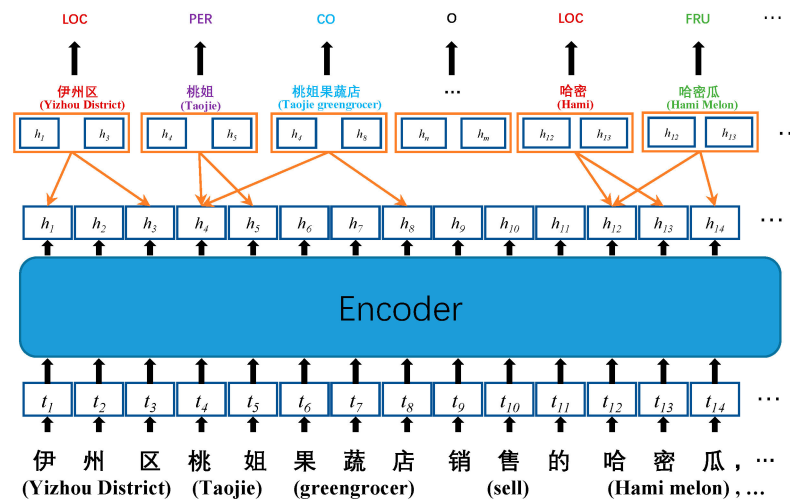 LOC PER CO O LOC FRU ...
伊州区 桃姐 桃姐果蔬店 ... 哈密 哈密瓜
(Yizhou District) (Taojie) (Taojie greengrocer) (Hami) (Hami Melon)
h1 h3 h4 h5 h4 h8 hn hm h12 h13 h12 h13 ...
h1 h2 h3 h4 h5 h6 h7 h8 h9 h10 h11 h12 h13 h14 ...
Encoder
t1 t2 t3 t4 t5 t6 t7 t8 t9 t10 t11 t12 t13 t14 ...
伊 州 区 桃 姐 果 蔬 店 销 售 的 哈 密 瓜 , ...
(Yizhou District) (Taojie) (greengrocer) (sell) (Hami melon) , ...